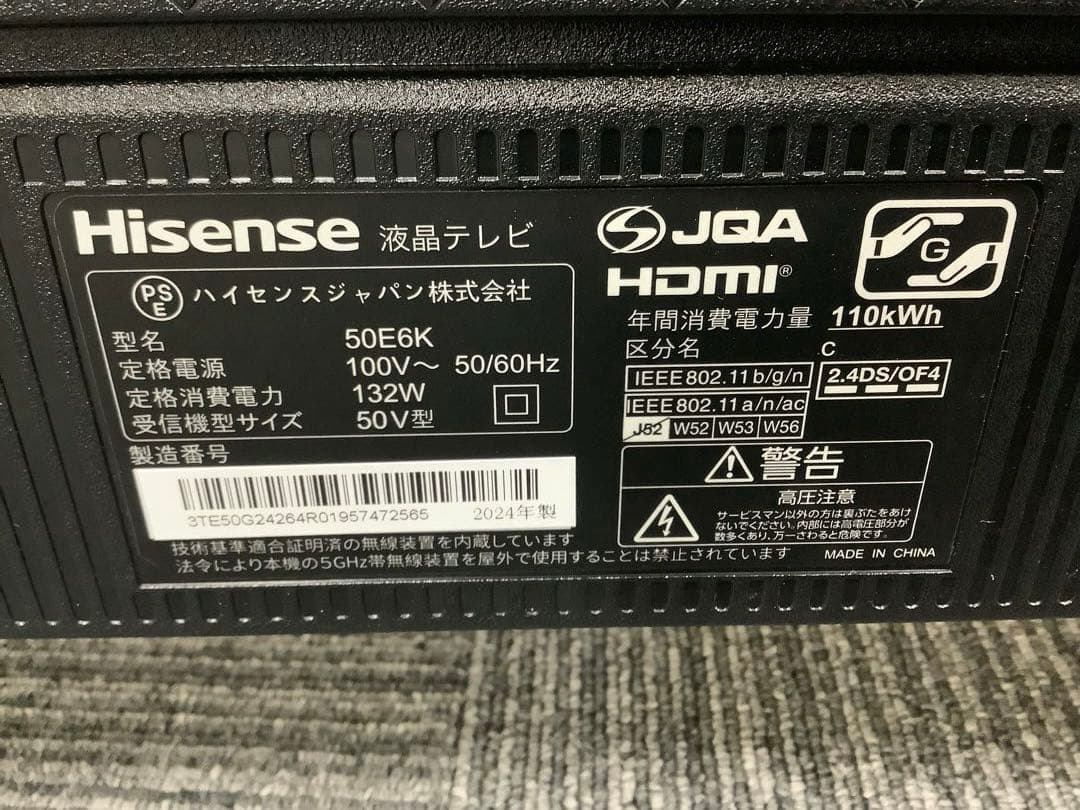 Hisense 液晶テレビ
PS
E
ハイセンスジャパン株式会社
型名 50E6K
定格電源 100V～ 50/60Hz
定格消費電力 132W
受信機型サイズ 50V型
製造番号
3TE50G24264R01957472565 2024年製
技術基準適合証明済の無線装置を内蔵しています
法令により本機の5GHz帯無線装置を屋外で使用することは禁止されています
JQA
G
HDMI®
年間消費電力量 110kWh
区分名 C
IEEE802.11b/g/n
2.4DS/OF4
IEEE802.11a/n/ac
J52 W52 W53 W56
警告
高圧注意
サービスマン以外の方は裏ぶたをあけ
ないでください。内部には高電圧部分が
数多くあり、万一さわると危険です。
MADE IN CHINA